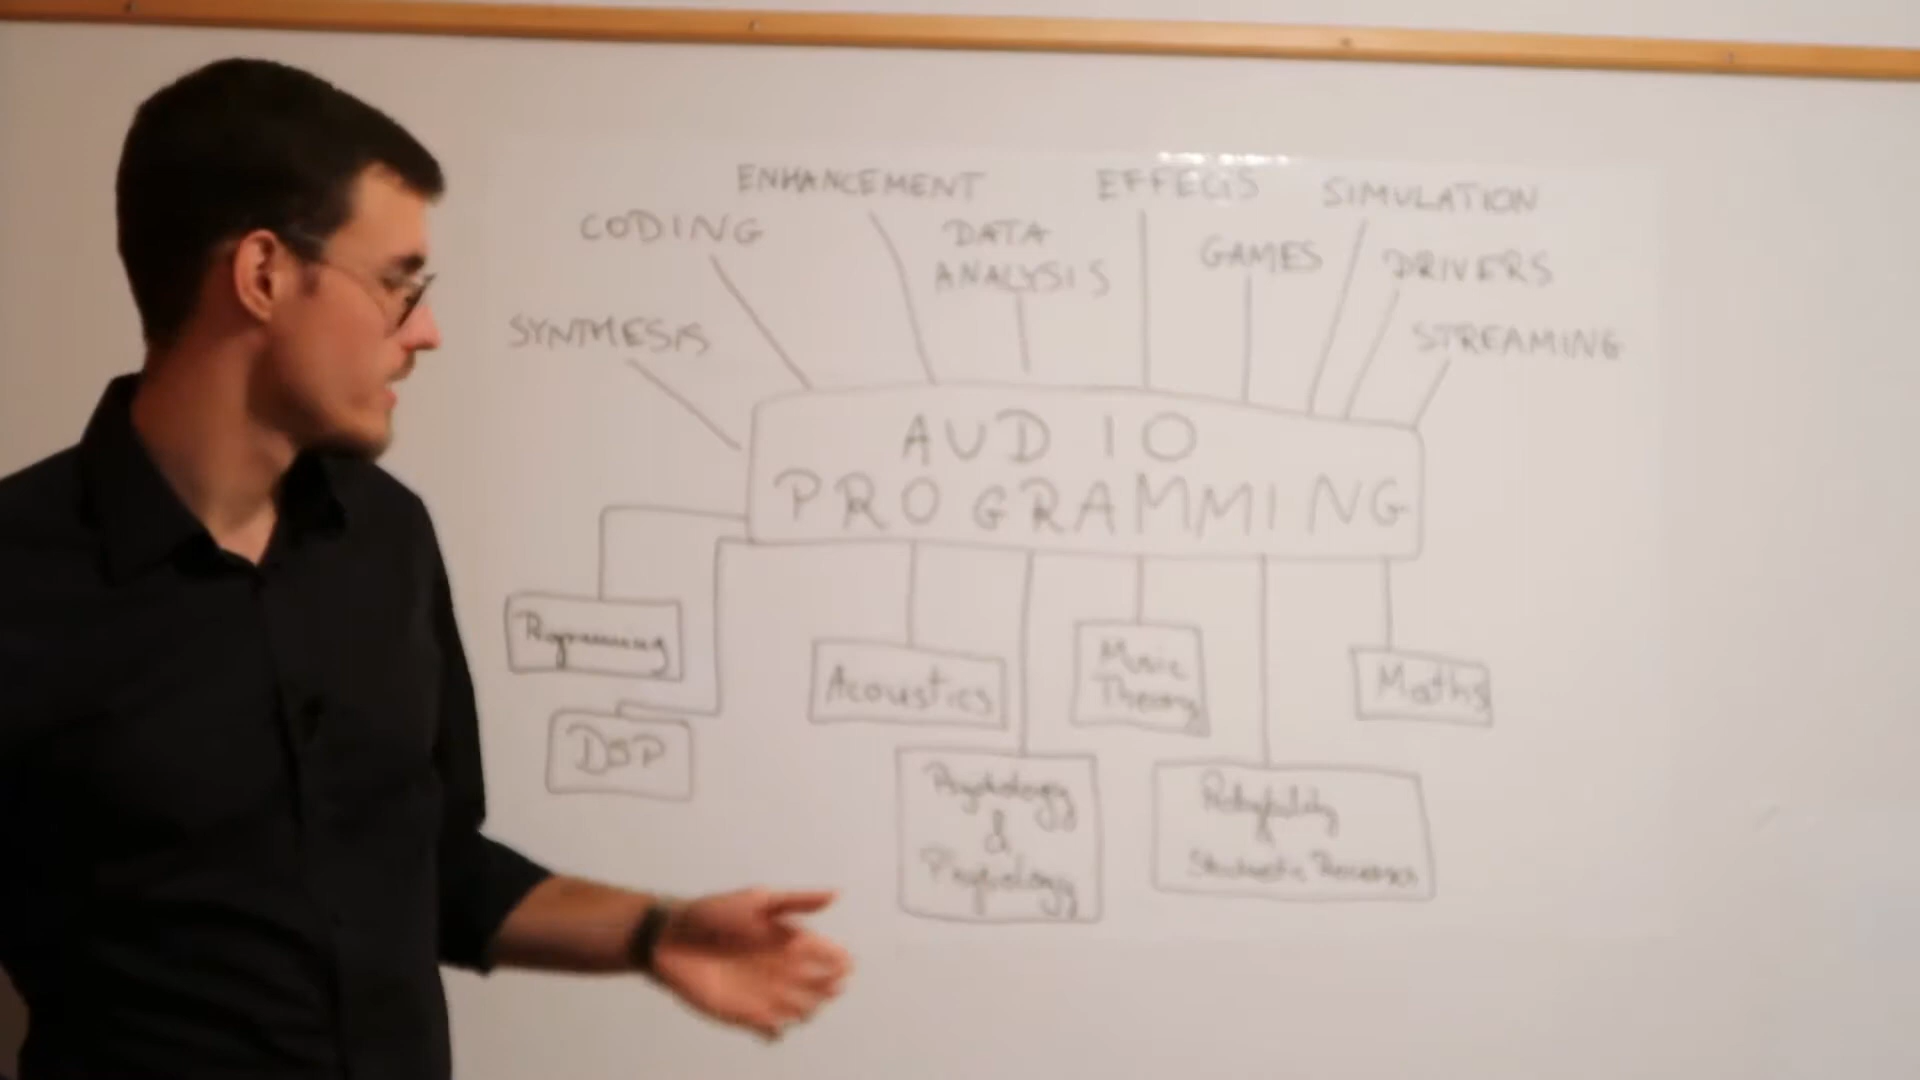 ENHANCEMENT
EFFECTS
SIMULATION
CODING
DATA
ANALYSIS
GAMES
DRIVERS
SYNTHESIS
STREAMING
AUDIO
PROGRAMMING
Programming
DSP
Acoustics
Music
Theory
Maths
Psychology
&
Physiology
Probability
Stochastic Processes